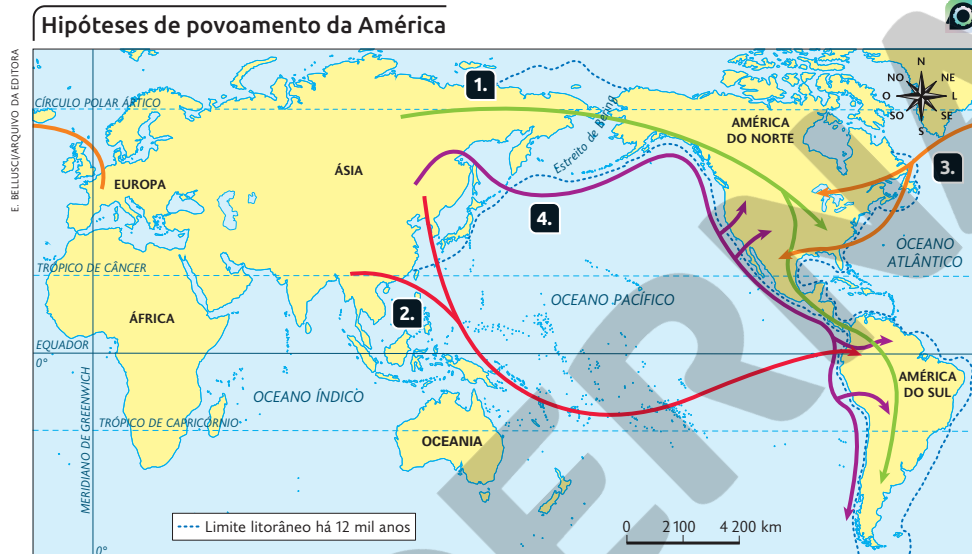 Hipóteses de povoamento da América
E. BELLUSCI/ARQUIVO DA EDITORA
N
NO
NE
O
L
SO
SE
S
1.
CÍRCULO POLAR ÁRTICO
Estreito de Bering
AMÉRICA
DO NORTE
3.
EUROPA
ÁSIA
4.
OCEANO
ATLÂNTICO
TRÓPICO DE CÂNCER
OCEANO PACÍFICO
ÁFRICA
2.
EQUADOR
0°
MERIDIANO DE GREENWICH
OCEANO ÍNDICO
AMÉRICA
DO SUL
TRÓPICO DE CAPRICÓRNIO
OCEANIA
Limite litorâneo há 12 mil anos
0 2 100 4 200 km
0°